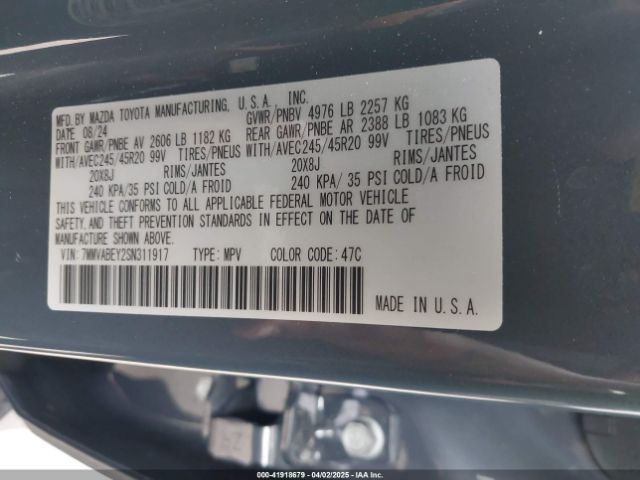 MFD. BY MAZDA TOYOTA MANUFACTURING, U.S.A., INC.
DATE 08/24 GVWR/PNBV 4976 LB 2257 KG
FRONT GAWR/PNBE AV 2606 LB 1182 KG REAR GAWR/PNBE AR 2388 LB 1083 KG
WITH/AVEC245/45R20 99V TIRES/PNEUS WITH/AVEC245/45R20 99V TIRES/PNEUS
20X8J RIMS/JANTES 20X8J RIMS/JANTES
240 KPA/35 PSI COLD/A FROID 240 KPA/ 35 PSI COLD/A FROID
THIS VEHICLE CONFORMS TO ALL APPLICABLE FEDERAL MOTOR VEHICLE
SAFETY, AND THEFT PREVENTION STANDARDS IN EFFECT ON THE DATE OF
MANUFACTURE SHOWN ABOVE.
VIN: 7MMVABEY2SN311917 TYPE: MPV COLOR CODE: 47C
MADE IN U.S.A.
000-41918679 - 04/02/2025 - IAAI.COM